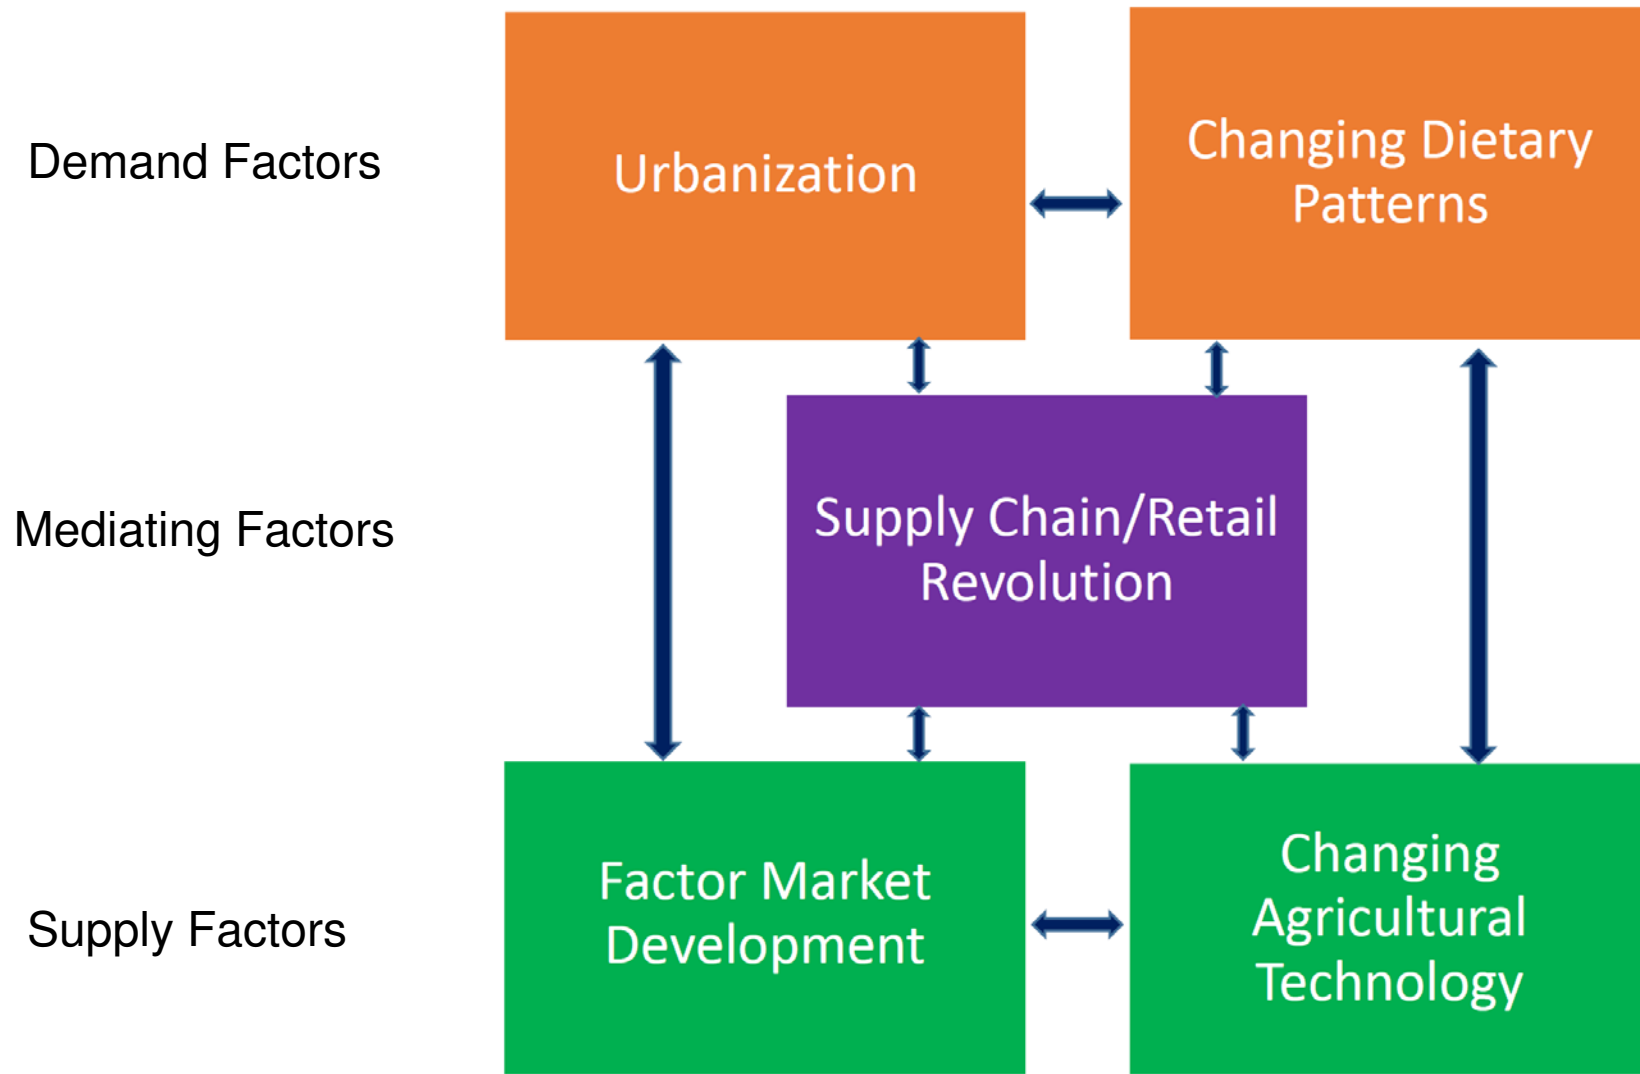 Demand Factors
Urbanization
Changing Dietary
Patterns
Mediating Factors
Supply Chain/Retail
Revolution
Supply Factors
Factor Market
Development
Changing
Agricultural
Technology